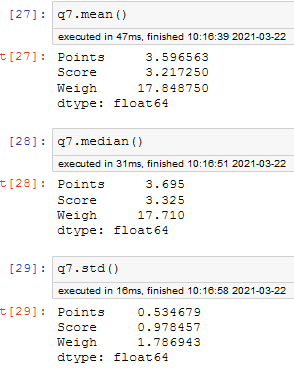 [27]: q7.mean()
executed in 47ms, finished 10:16:39 2021-03-22
t[27]: Points 3.596563
Score 3.217250
Weigh 17.848750
dtype: float64
[28]: q7.median()
executed in 31ms, finished 10:16:51 2021-03-22
t[28]: Points 3.695
Score 3.325
Weigh 17.710
dtype: float64
[29]: q7.std()
executed in 16ms, finished 10:16:58 2021-03-22
t[29]: Points 0.534679
Score 0.978457
Weigh 1.786943
dtype: float64